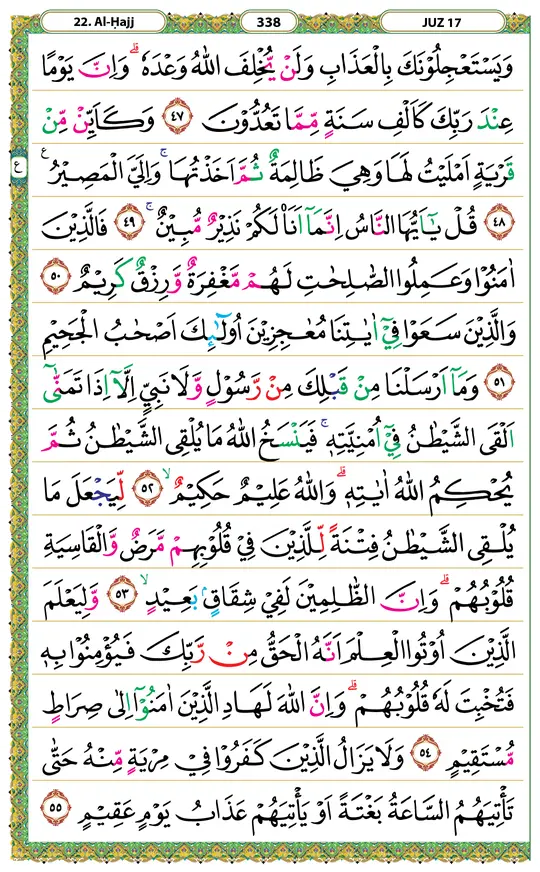 22. Al-Ḥajj 338 JUZ 17
وَيَسْتَعْجِلُوْنَكَ بِالْعَذَابِ وَلَنْ يُّخْلِفَ اللّٰهُ وَعْدَهٗ ۗ وَاِنَّ يَوْمًا
عِنْدَ رَبِّكَ كَاَلْفِ سَنَةٍ مِّمَّا تَعُدُّوْنَ ٤٧ وَكَاَيِّنْ مِّنْ
قَرْيَةٍ اَمْلَيْتُ لَهَا وَهِيَ ظَالِمَةٌ ثُمَّ اَخَذْتُهَا ۚ وَاِلَيَّ الْمَصِيْرُ ࣖ
٤٨ قُلْ يٰٓاَيُّهَا النَّاسُ اِنَّمَآ اَنَا۠ لَكُمْ نَذِيْرٌ مُّبِيْنٌ ۚ ٤٩ فَالَّذِيْنَ
اٰمَنُوْا وَعَمِلُوا الصّٰلِحٰتِ لَهُمْ مَّغْفِرَةٌ وَّرِزْقٌ كَرِيْمٌ ٥٠
وَالَّذِيْنَ سَعَوْا فِيْٓ اٰيٰتِنَا مُعٰجِزِيْنَ اُولٰۤىِٕكَ اَصْحٰبُ الْجَحِيْمِ
٥١ وَمَآ اَرْسَلْنَا مِنْ قَبْلِكَ مِنْ رَّسُوْلٍ وَّلَا نَبِيٍّ اِلَّآ اِذَا تَمَنّٰىٓ
اَلْقَى الشَّيْطٰنُ فِيْٓ اُمْنِيَّتِهٖ ۚ فَيَنْسَخُ اللّٰهُ مَا يُلْقِى الشَّيْطٰنُ ثُمَّ
يُحْكِمُ اللّٰهُ اٰيٰتِهٖ ۗ وَاللّٰهُ عَلِيْمٌ حَكِيْمٌ ۙ ٥٢ لِّيَجْعَلَ مَا
يُلْقِى الشَّيْطٰنُ فِتْنَةً لِّلَّذِيْنَ فِيْ قُلُوْبِهِمْ مَّرَضٌ وَّالْقَاسِيَةِ
قُلُوْبُهُمْ ۗ وَاِنَّ الظّٰلِمِيْنَ لَفِيْ شِقَاقٍۢ بَعِيْدٍ ۙ ٥٣ وَّلِيَعْلَمَ
الَّذِيْنَ اُوْتُوا الْعِلْمَ اَنَّهُ الْحَقُّ مِنْ رَّبِّكَ فَيُؤْمِنُوْا بِهٖ
فَتُخْبِتَ لَهٗ قُلُوْبُهُمْ ۗ وَاِنَّ اللّٰهَ لَهَادِ الَّذِيْنَ اٰمَنُوْٓا اِلٰى صِرَاطٍ
مُّسْتَقِيْمٍ ٥٤ وَلَا يَزَالُ الَّذِيْنَ كَفَرُوْا فِيْ مِرْيَةٍ مِّنْهُ حَتّٰى
تَأْتِيَهُمُ السَّاعَةُ بَغْتَةً اَوْ يَأْتِيَهُمْ عَذَابُ يَوْمٍ عَقِيْمٍ ٥٥
ع